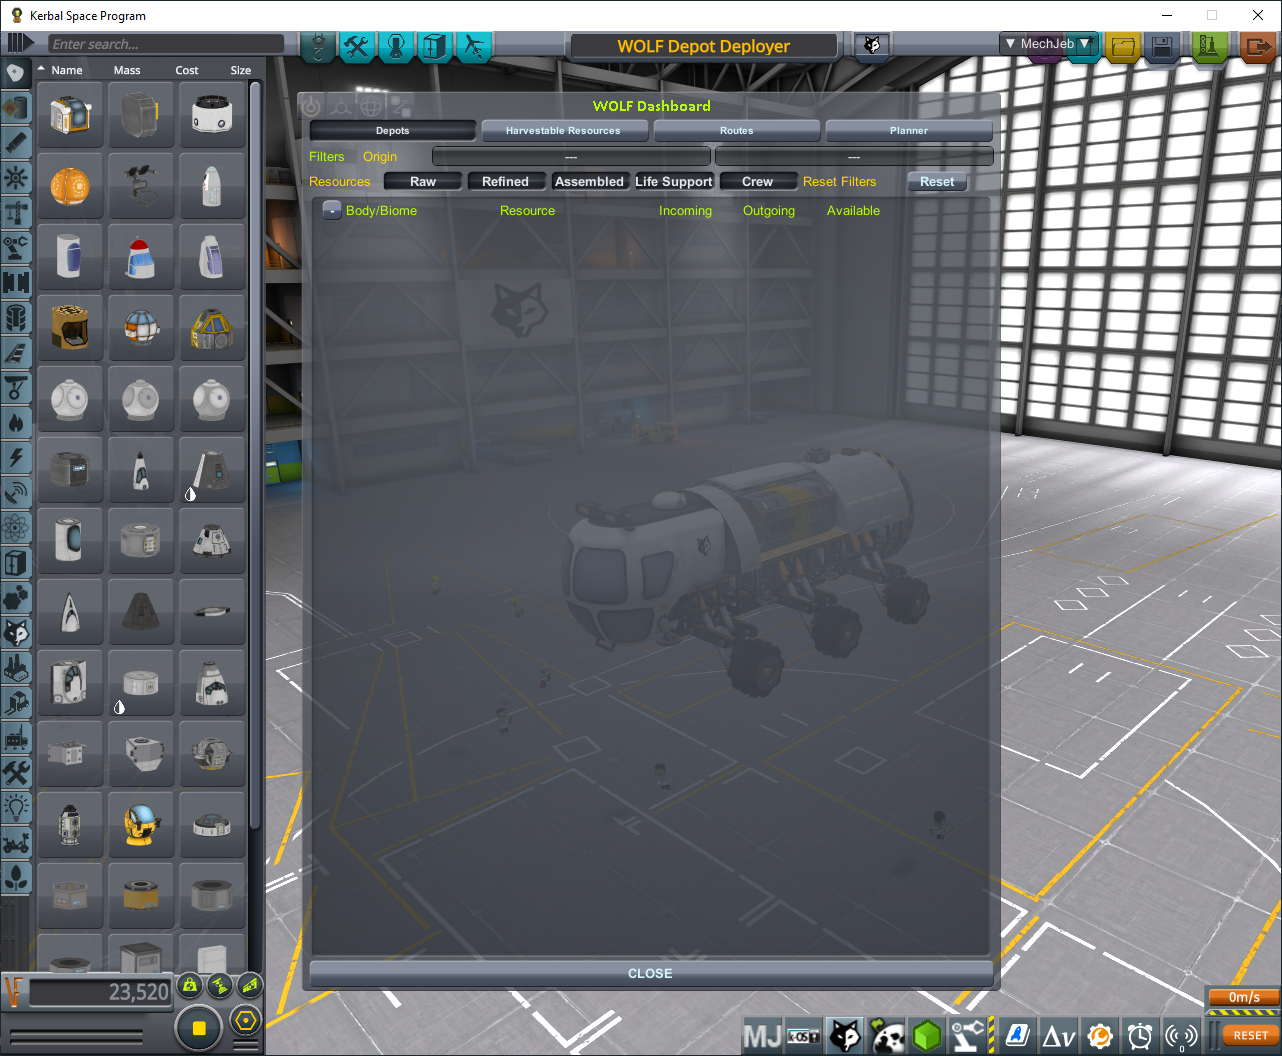 Kerbal Space Program
Enter search...
WOLF Depot Deployer
▼ MechJeb ▼
Name Mass Cost Size
WOLF Dashboard
Depots Harvestable Resources Routes Planner
Filters Origin --- ---
Resources Raw Refined Assembled Life Support Crew Reset Filters Reset
- Body/Biome Resource Incoming Outgoing Available
CLOSE
23,520
0m/s
MJ k-OS Δv RESET